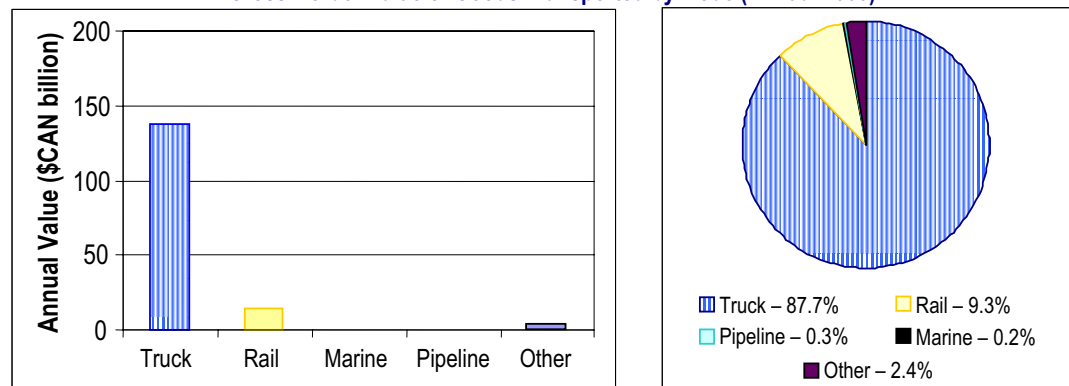 200
150
100
50
0
Annual Value ($CAN billion)
Truck Rail Marine Pipeline Other
Truck – 87.7% Rail – 9.3%
Pipeline – 0.3% Marine – 0.2%
Other – 2.4%